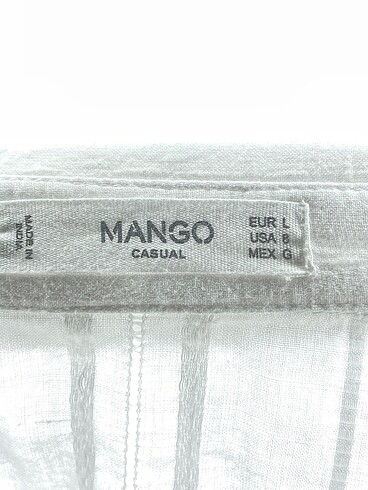 MADE IN
INDIA
MANGO
CASUAL
EUR L
USA 8
MEX G